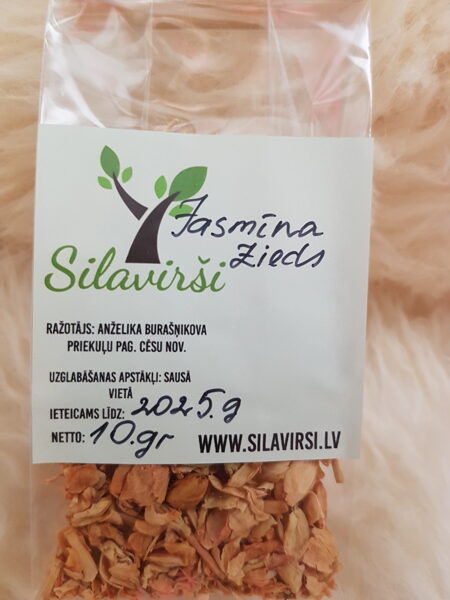 Jasmīna
Zieds
Silavirši
RAŽOTĀJS: ANŽELIKA BURAŠŅIKOVA
PRIEKUĻU PAG. CĒSU NOV.
UZGLABĀŠANAS APSTĀKĻI: SAUSĀ
VIETĀ
IETEICAMS LĪDZ: 2025.g
NETTO: 10.gr
WWW.SILAVIRSI.LV